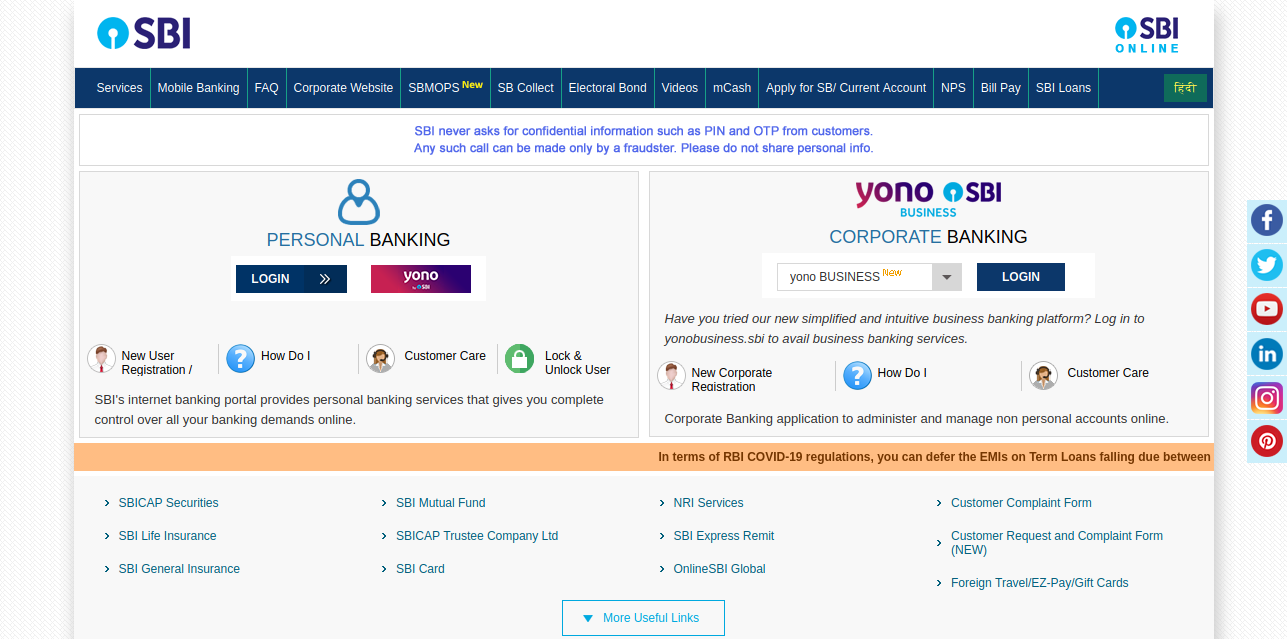 SBI
SBI
ONLINE
Services Mobile Banking FAQ Corporate Website SBMOPS New SB Collect Electoral Bond Videos mCash Apply for SB/ Current Account NPS Bill Pay SBI Loans हिंदी
SBI never asks for confidential information such as PIN and OTP from customers.
Any such call can be made only by a fraudster. Please do not share personal info.
PERSONAL BANKING
LOGIN
yono
by SBI
New User
Registration /
How Do I
Customer Care
Lock &
Unlock User
SBI's internet banking portal provides personal banking services that gives you complete
control over all your banking demands online.
yono SBI
BUSINESS
CORPORATE BANKING
yono BUSINESS New
LOGIN
Have you tried our new simplified and intuitive business banking platform? Log in to
yonobusiness.sbi to avail business banking services.
New Corporate
Registration
How Do I
Customer Care
Corporate Banking application to administer and manage non personal accounts online.
In terms of RBI COVID-19 regulations, you can defer the EMIs on Term Loans falling due between
SBICAP Securities
SBI Life Insurance
SBI General Insurance
SBI Mutual Fund
SBICAP Trustee Company Ltd
SBI Card
NRI Services
SBI Express Remit
OnlineSBI Global
Customer Complaint Form
Customer Request and Complaint Form
(NEW)
Foreign Travel/EZ-Pay/Gift Cards
More Useful Links